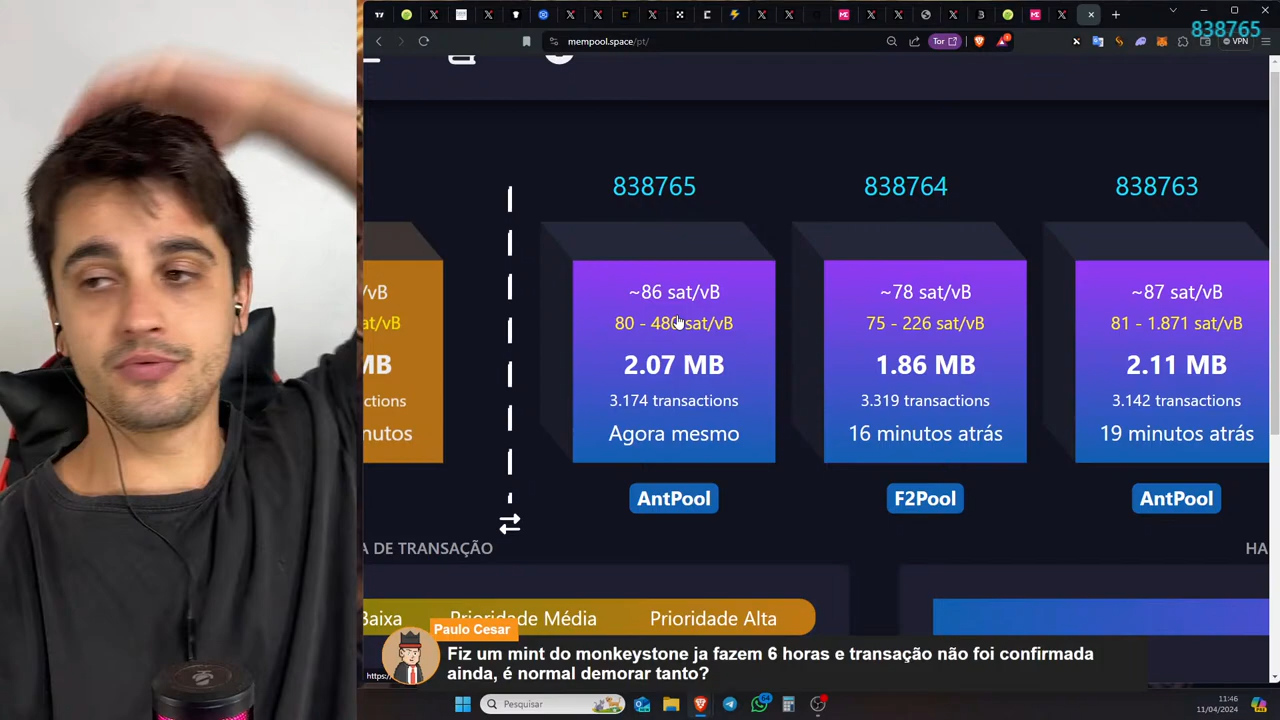 838765
mempool.space/pt/
Tor
VPN
838765
838764
838763
/vB
~86 sat/vB
~78 sat/vB
~87 sat/vB
at/vB
80 - 480 sat/vB
75 - 226 sat/vB
81 - 1.871 sat/vB
MB
2.07 MB
1.86 MB
2.11 MB
ctions
3.174 transactions
3.319 transactions
3.142 transactions
nutos
Agora mesmo
16 minutos atrás
19 minutos atrás
AntPool
F2Pool
AntPool
A DE TRANSAÇÃO
HA
Baixa
Prioridade Média
Prioridade Alta
Paulo Cesar
Fiz um mint do monkeystone ja fazem 6 horas e transação não foi confirmada
ainda, é normal demorar tanto?
https:/
Pesquisar
64
11:46
11/04/2024